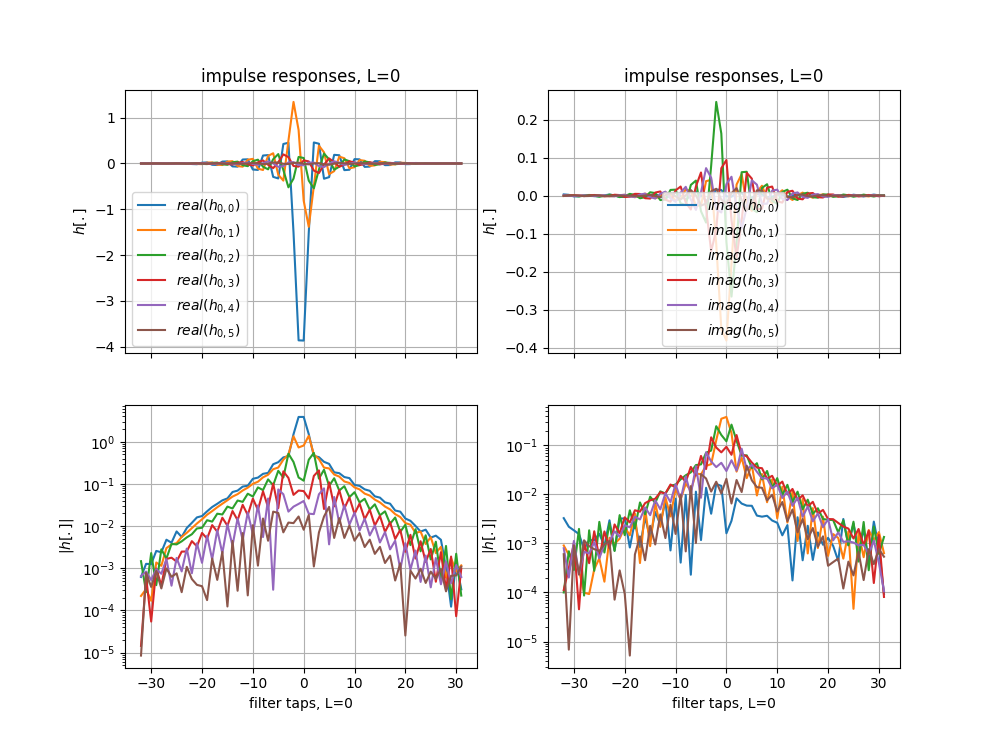 impulse responses, L=0
1
0
−1
−2
−3
−4
h[.]
real(h0,0)
real(h0,1)
real(h0,2)
real(h0,3)
real(h0,4)
real(h0,5)
impulse responses, L=0
0.2
0.1
0.0
−0.1
−0.2
−0.3
−0.4
h[.]
imag(h0,0)
imag(h0,1)
imag(h0,2)
imag(h0,3)
imag(h0,4)
imag(h0,5)
10^0
10^−1
10^−2
10^−3
10^−4
10^−5
|h[.]|
−30 −20 −10 0 10 20 30
filter taps, L=0
10^−1
10^−2
10^−3
10^−4
10^−5
|h[.]|
−30 −20 −10 0 10 20 30
filter taps, L=0